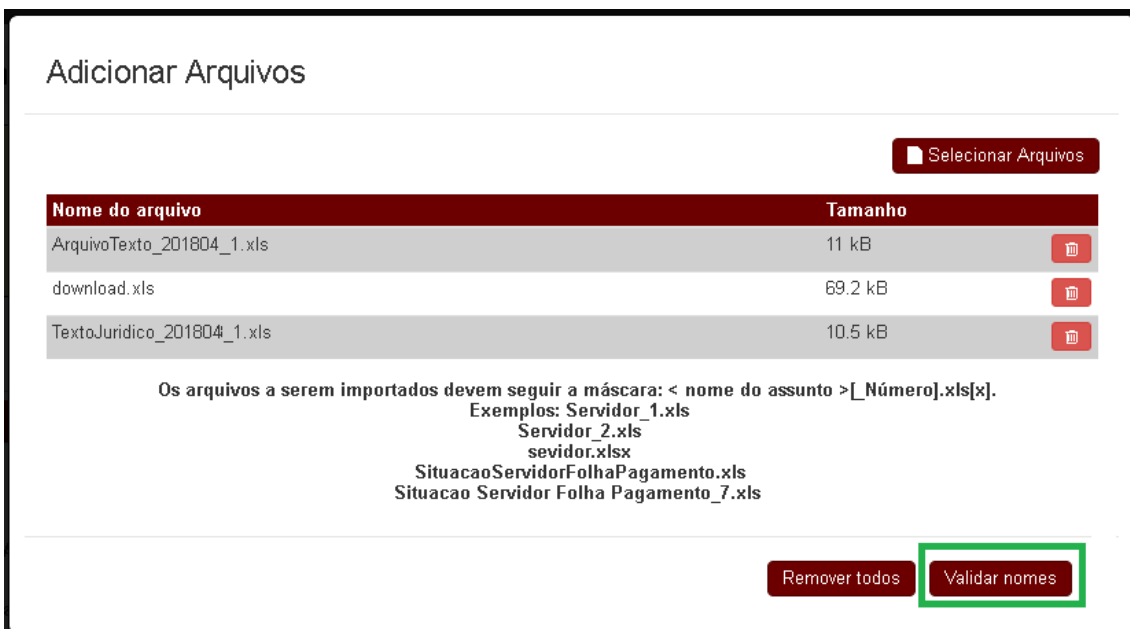 Adicionar Arquivos
Selecionar Arquivos
Nome do arquivo Tamanho
ArquivoTexto_201804_1.xls 11 kB
download.xls 69.2 kB
TextoJuridico_201804_1.xls 10.5 kB
Os arquivos a serem importados devem seguir a máscara: < nome do assunto >[_Número].xls[x].
Exemplos: Servidor_1.xls
Servidor_2.xls
sevidor.xlsx
SituacaoServidorFolhaPagamento.xls
Situacao Servidor Folha Pagamento_7.xls
Remover todos Validar nomes